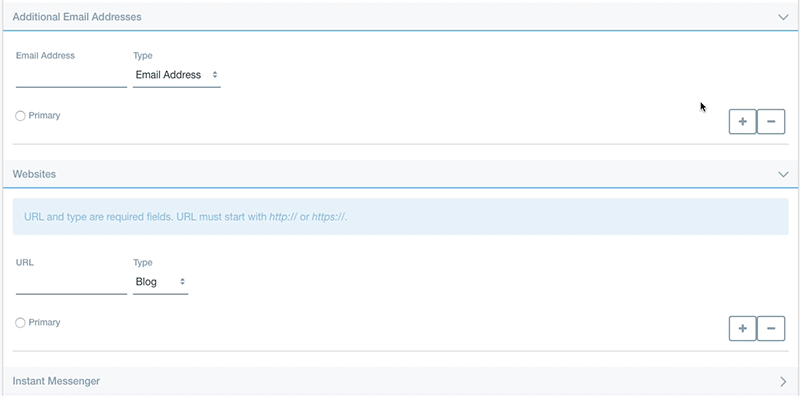 Additional Email Addresses
Email Address Type
Email Address
Primary
+ −
Websites
URL and type are required fields. URL must start with http:// or https://.
URL Type
Blog
Primary
+ −
Instant Messenger